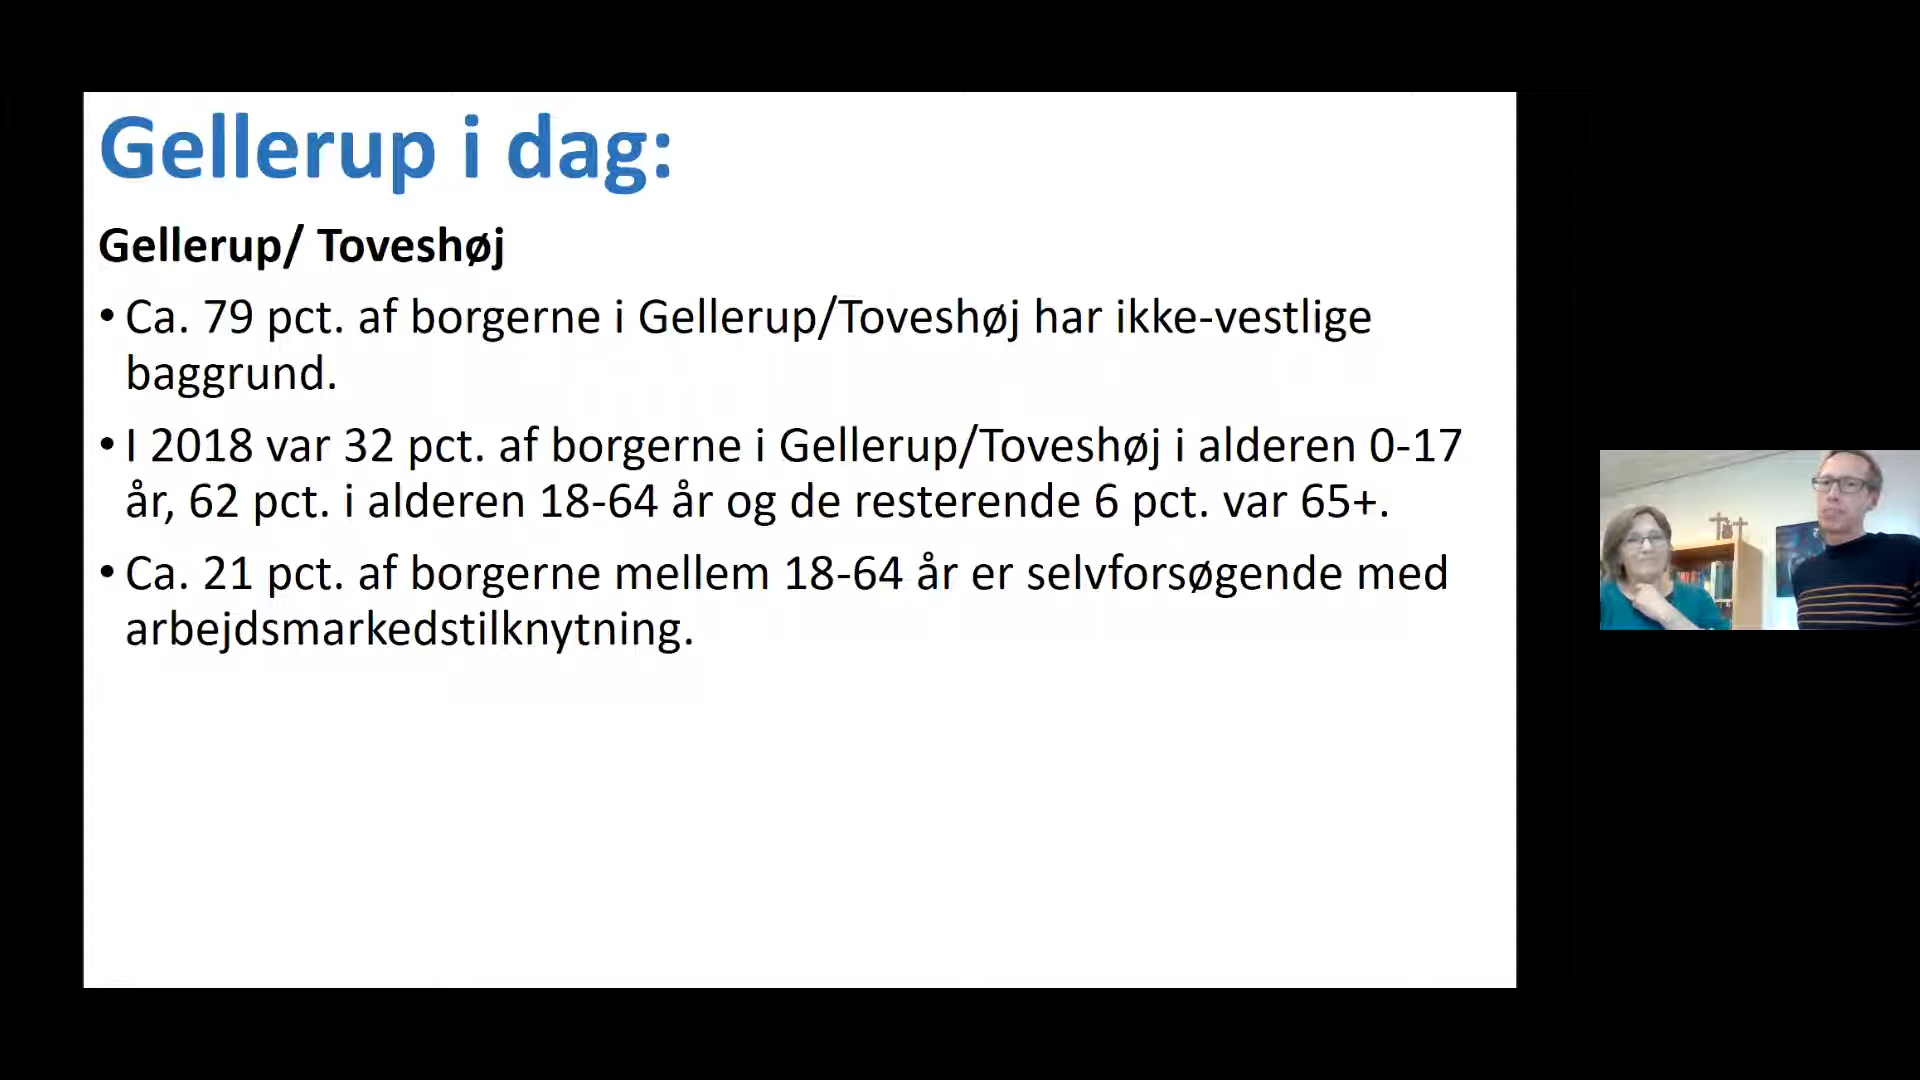 Gellerup i dag:
Gellerup/ Toveshøj
• Ca. 79 pct. af borgerne i Gellerup/Toveshøj har ikke-vestlige
baggrund.
• I 2018 var 32 pct. af borgerne i Gellerup/Toveshøj i alderen 0-17
år, 62 pct. i alderen 18-64 år og de resterende 6 pct. var 65+.
• Ca. 21 pct. af borgerne mellem 18-64 år er selvforsøgende med
arbejdsmarkedstilknytning.